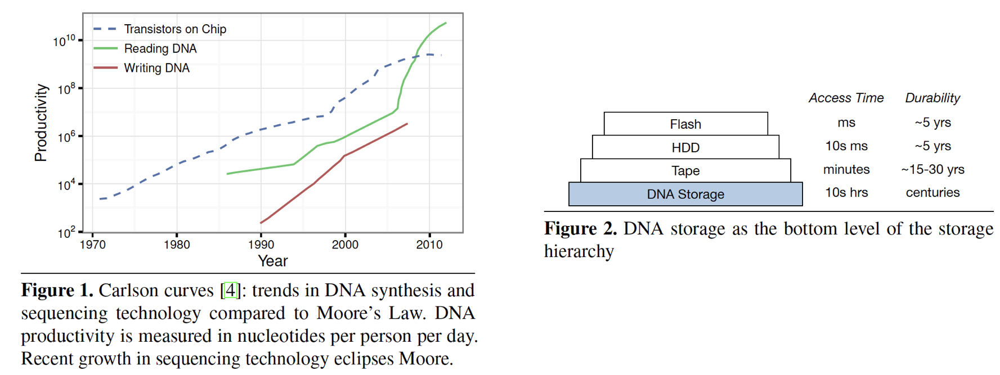 Transistors on Chip
Reading DNA
Writing DNA
Productivity
10^10
10^8
10^6
10^4
10^2
1970 1980 1990 2000 2010
Year
Figure 1. Carlson curves [4]: trends in DNA synthesis and
sequencing technology compared to Moore's Law. DNA
productivity is measured in nucleotides per person per day.
Recent growth in sequencing technology eclipses Moore.
Access Time Durability
Flash ms ~5 yrs
HDD 10s ms ~5 yrs
Tape minutes ~15-30 yrs
DNA Storage 10s hrs centuries
Figure 2. DNA storage as the bottom level of the storage
hierarchy